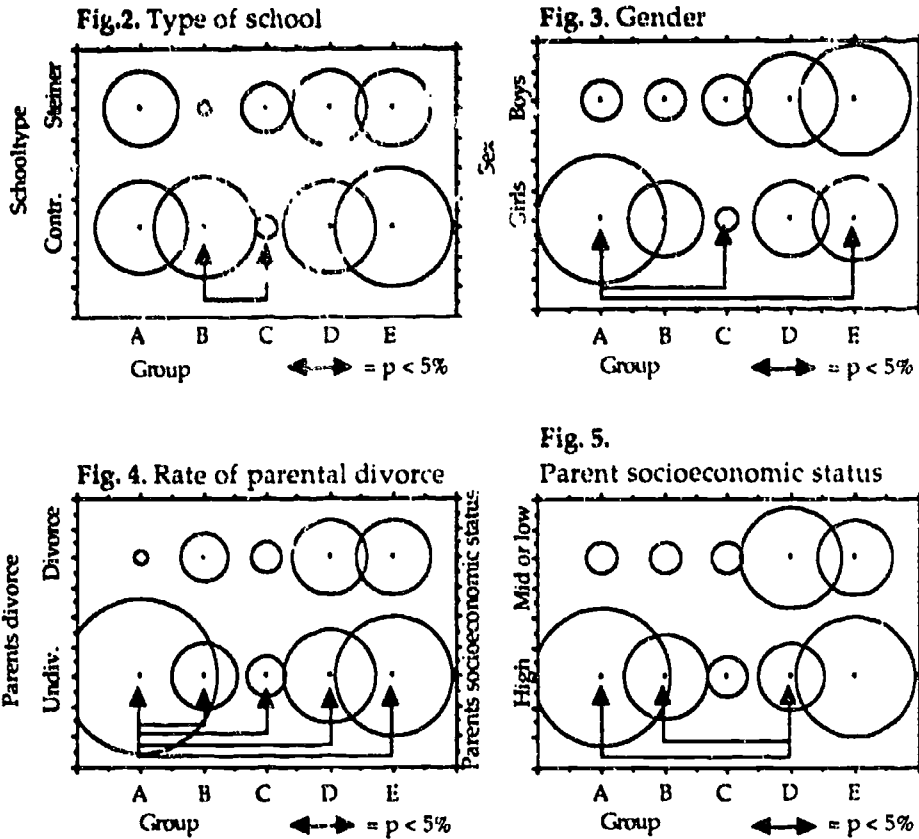 Fig.2. Type of school
Schooltype
Steiner
Contr.
A B C D E
Group = p < 5%
Fig. 3. Gender
Sex
Boys
Girls
A B C D E
Group = p < 5%
Fig. 4. Rate of parental divorce
Parents divorce
Divorce
Undiv.
A B C D E
Group = p < 5%
Fig. 5.
Parent socioeconomic status
Parents socioeconomic status
Mid or low
High
A B C D E
Group = p < 5%